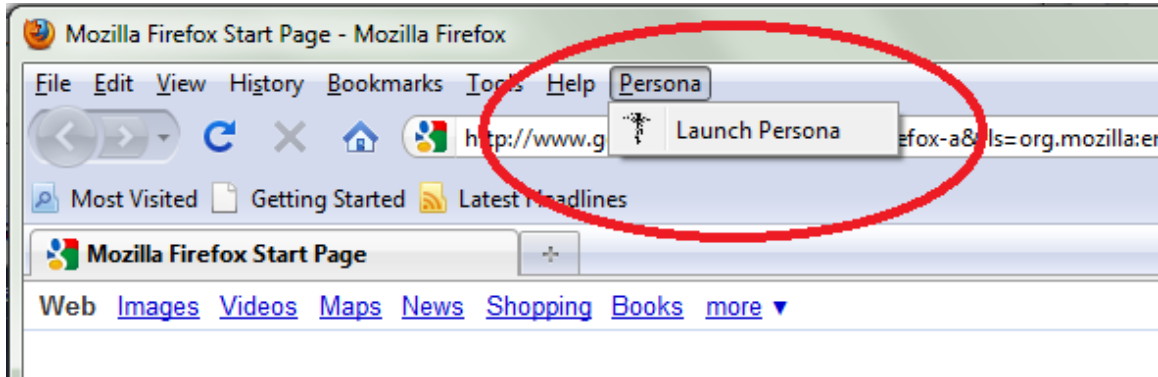 Mozilla Firefox Start Page - Mozilla Firefox
File Edit View History Bookmarks Tools Help Persona
Launch Persona
http://www.g efox-a& ls=org.mozilla:en
Most Visited Getting Started Latest Headlines
Mozilla Firefox Start Page
Web Images Videos Maps News Shopping Books more ▼